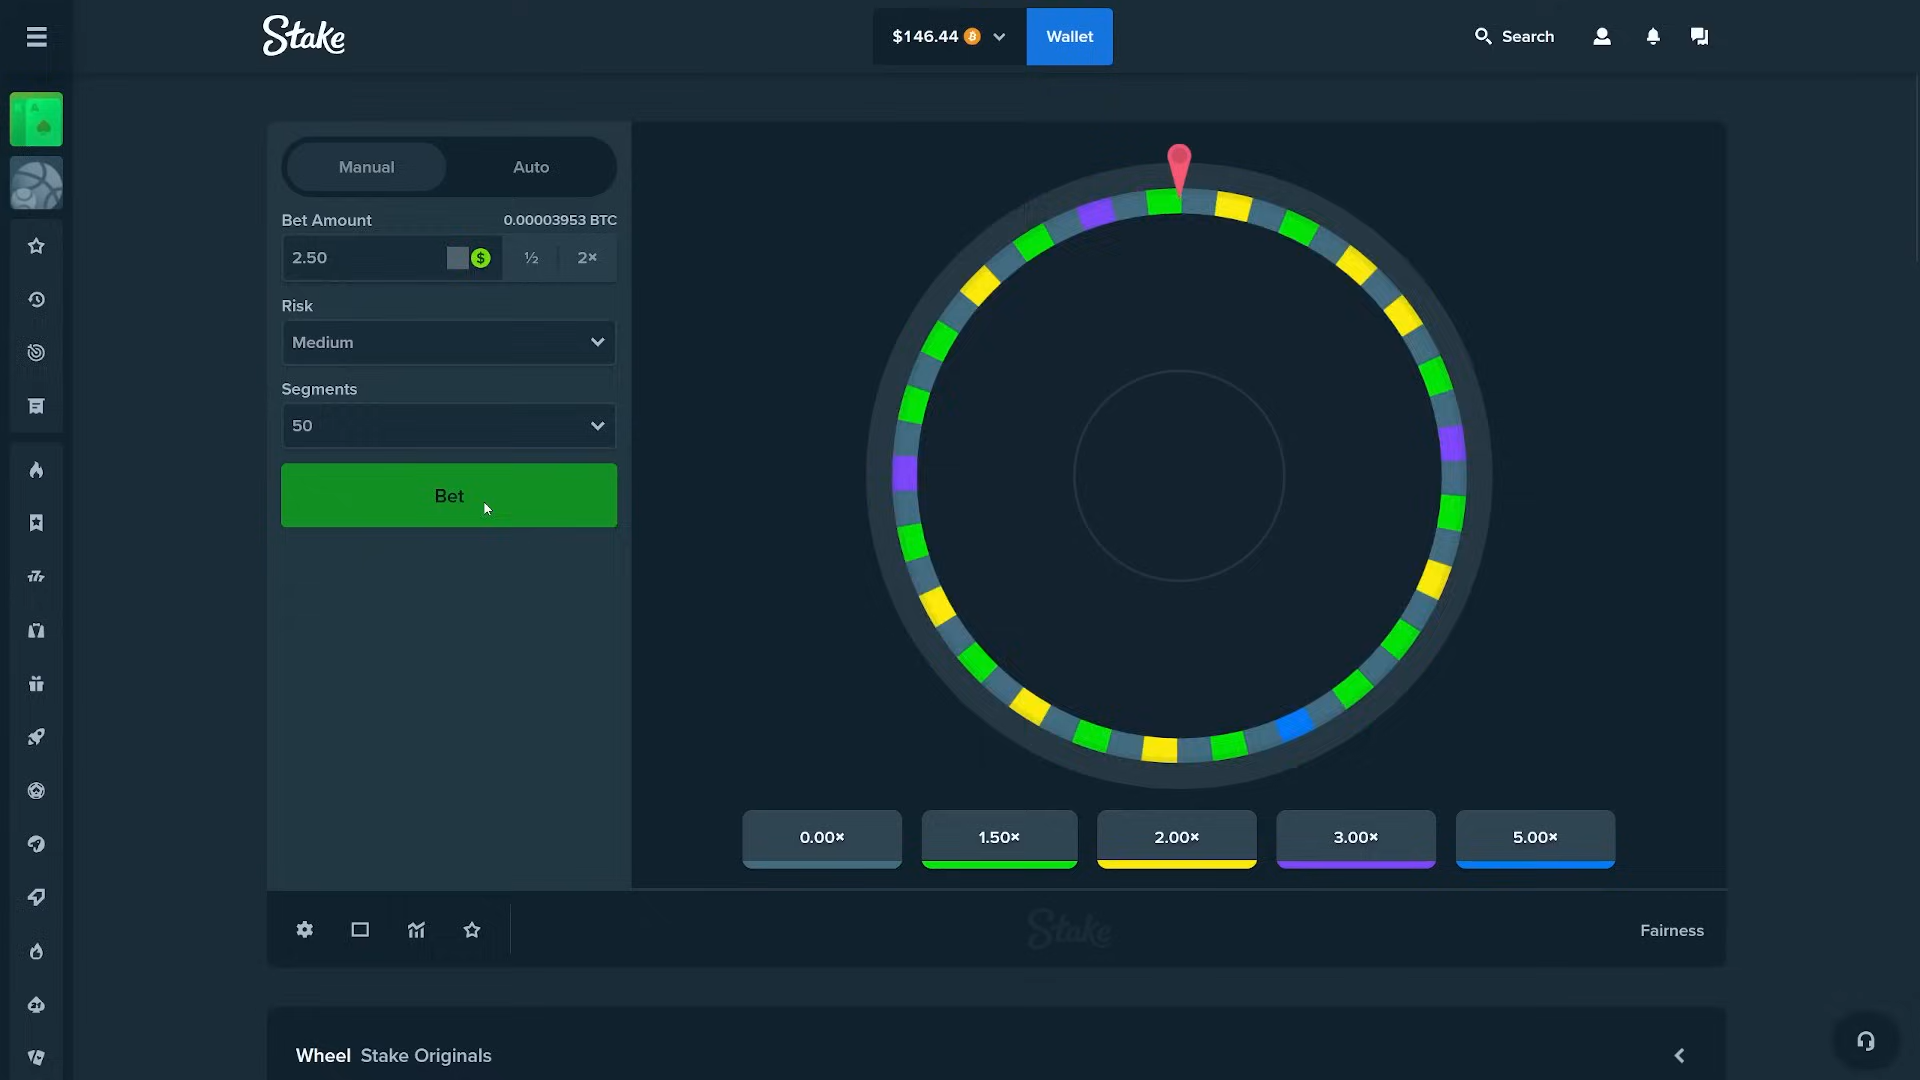 Stake
$146.44
Wallet
Search
Manual
Auto
Bet Amount
0.00003953 BTC
2.50
$
½
2×
Risk
Medium
Segments
50
Bet
0.00×
1.50×
2.00×
3.00×
5.00×
Stake
Fairness
Wheel Stake Originals